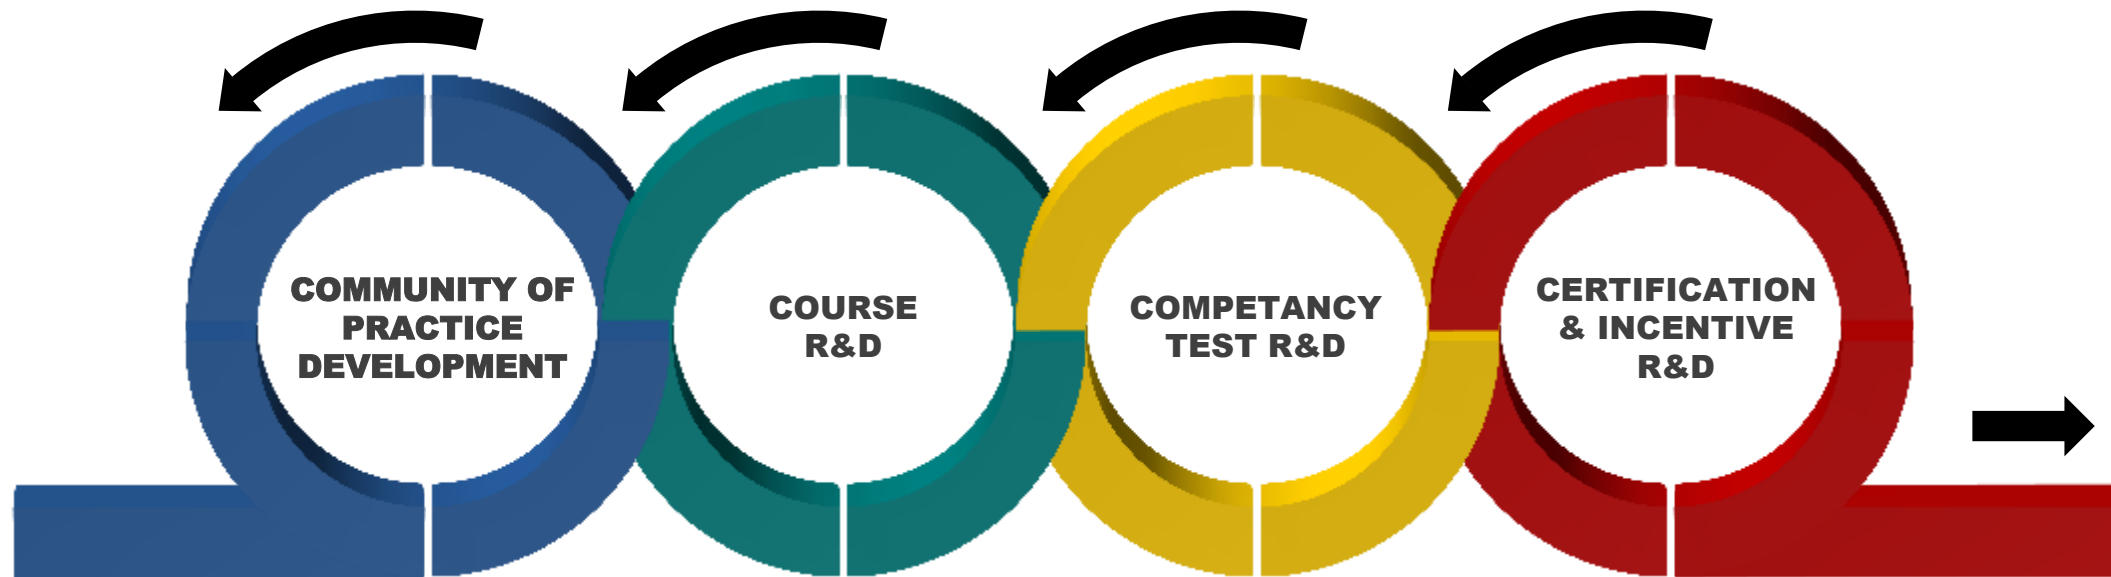 COMMUNITY OF
PRACTICE
DEVELOPMENT
COURSE
R&D
COMPETANCY
TEST R&D
CERTIFICATION
& INCENTIVE
R&D